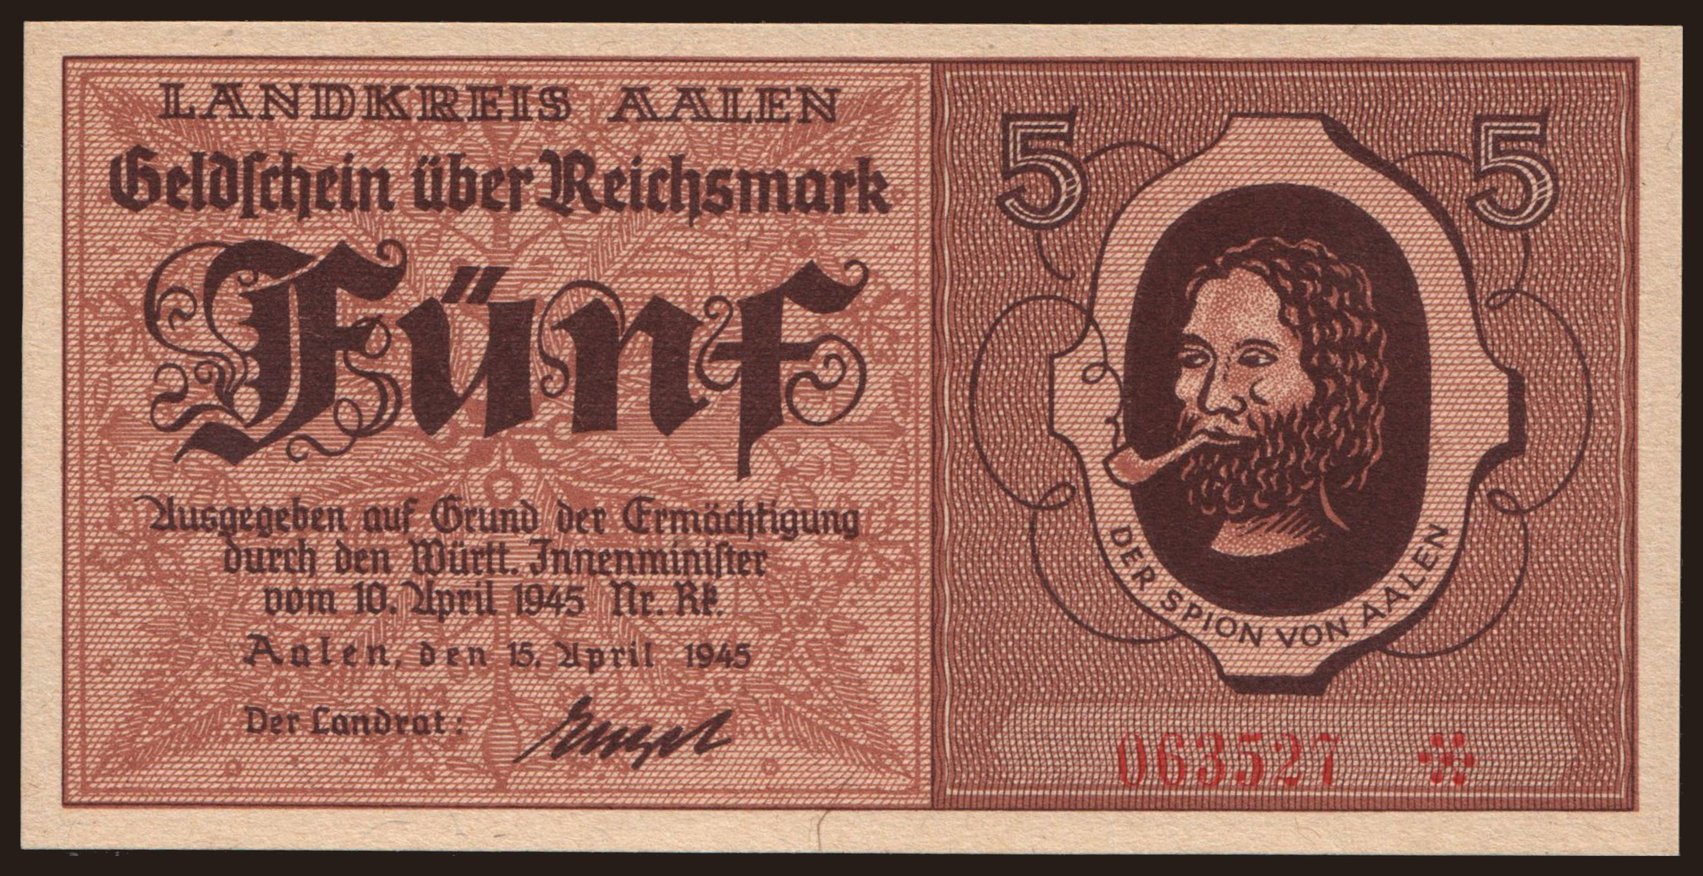 LANDKREIS AALEN
Geldschein über Reichsmark
Fünf
Ausgegeben auf Grund der Ermächtigung
durch den Württ. Innenminister
vom 10. April 1945 Nr. Rk.
Aalen, den 15. April 1945
Der Landrat:
5 5
DER SPION VON AALEN
063527